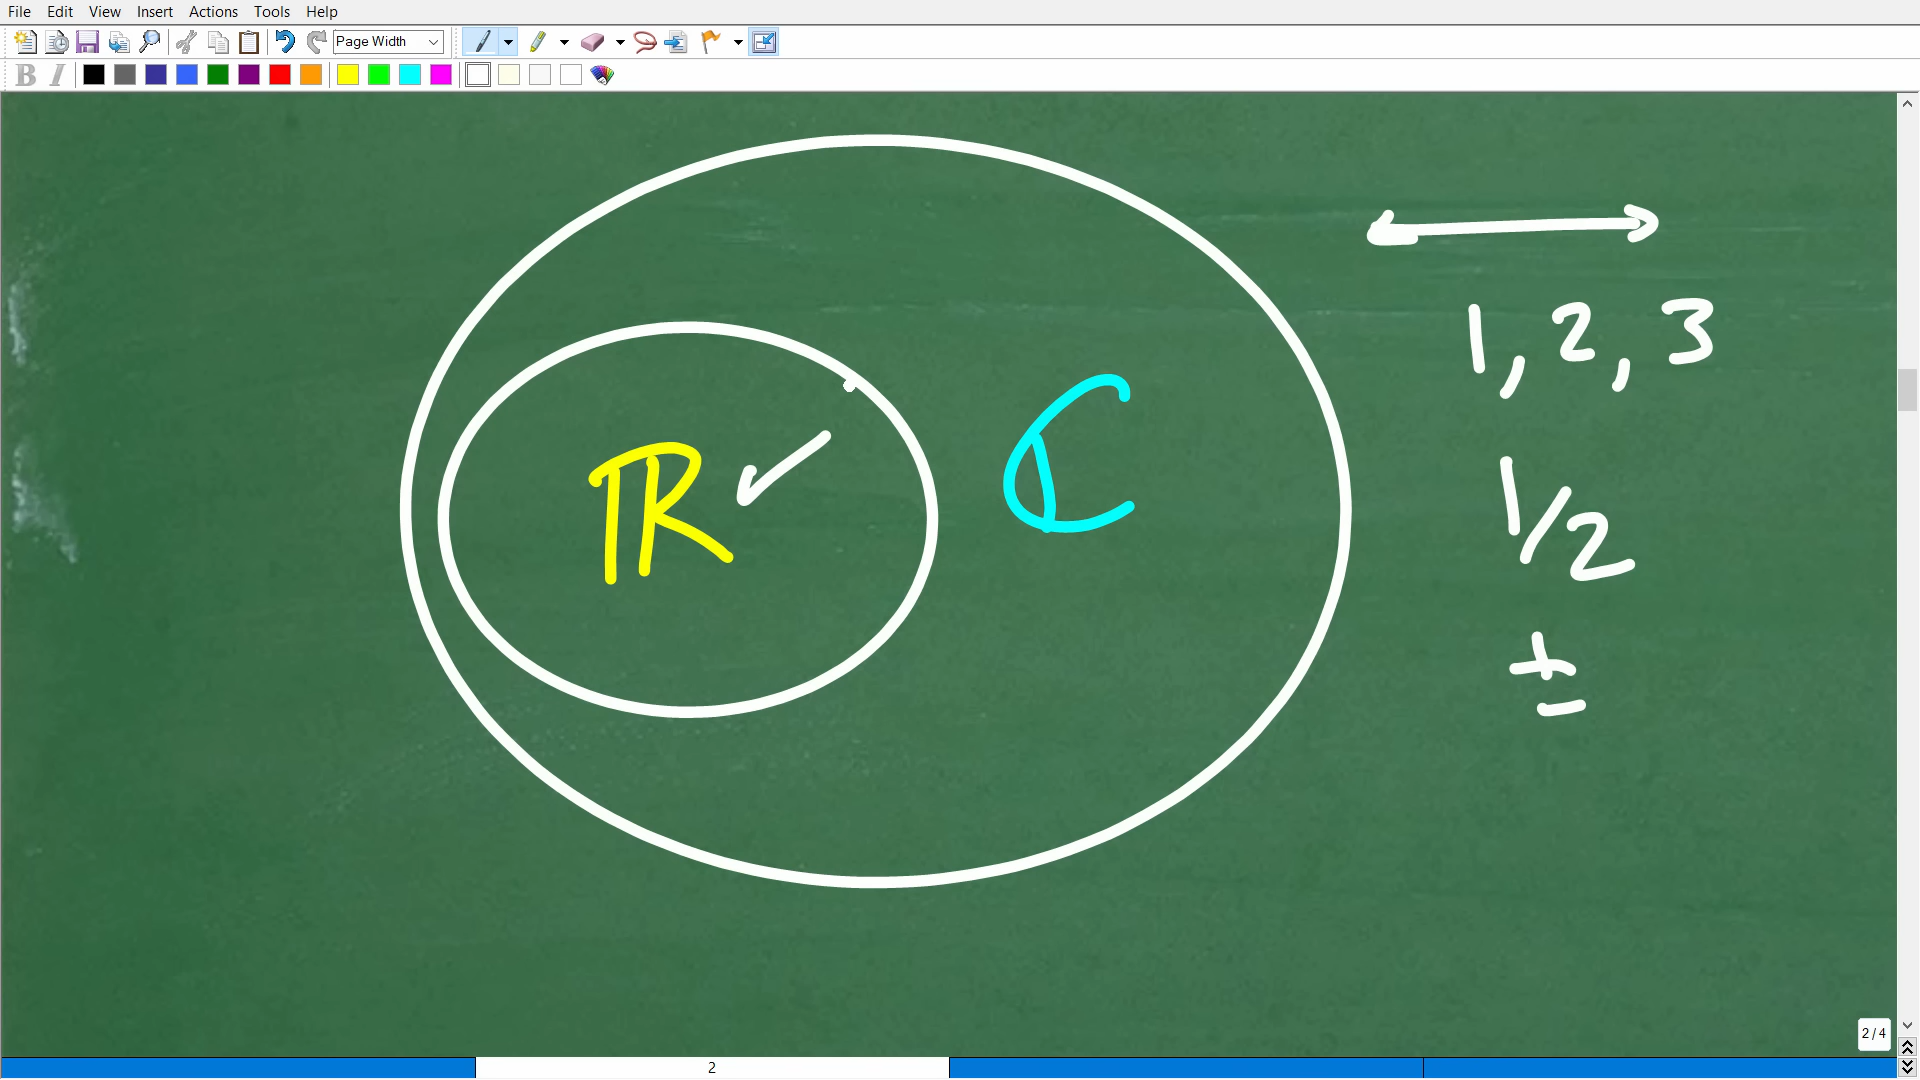 File Edit View Insert Actions Tools Help
Page Width
B I
ℝ ℂ
1, 2, 3
1/2
±
2 / 4
2